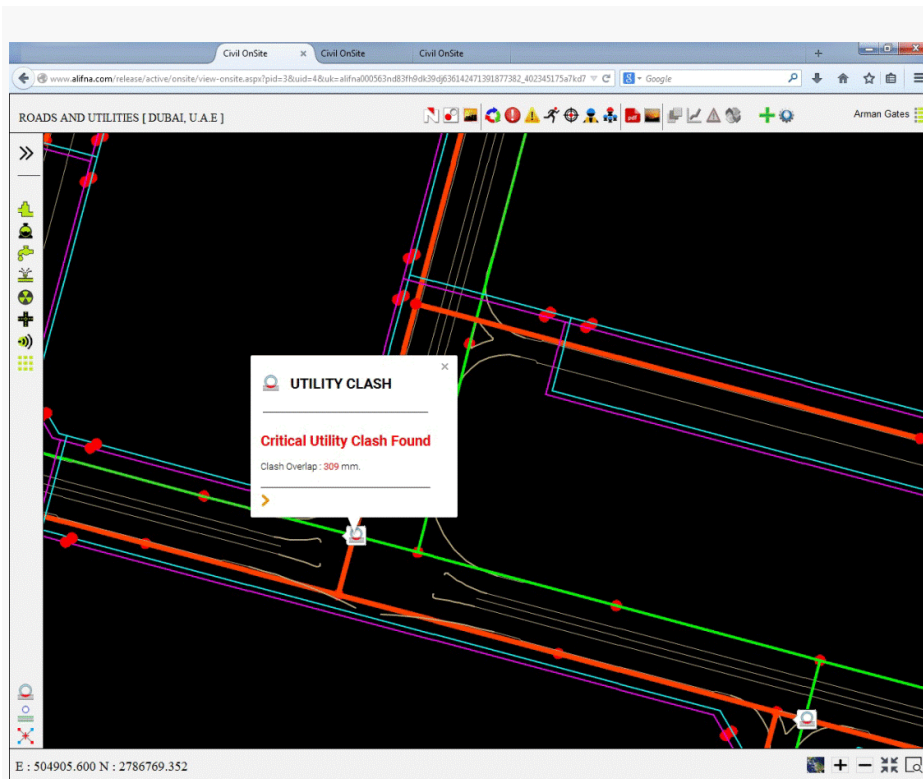 Civil OnSite
Civil OnSite
Civil OnSite
www.alifna.com/release/active/onsite/view-onsite.aspx?pid=3&uid=4&uk=alifna000563nd83fh9dk39dj636142471391877382_402345175a7kd7
Google
ROADS AND UTILITIES [ DUBAI, U.A.E ]
pdf
Arman Gates
UTILITY CLASH
Critical Utility Clash Found
Clash Overlap : 309 mm.
E : 504905.600 N : 2786769.352